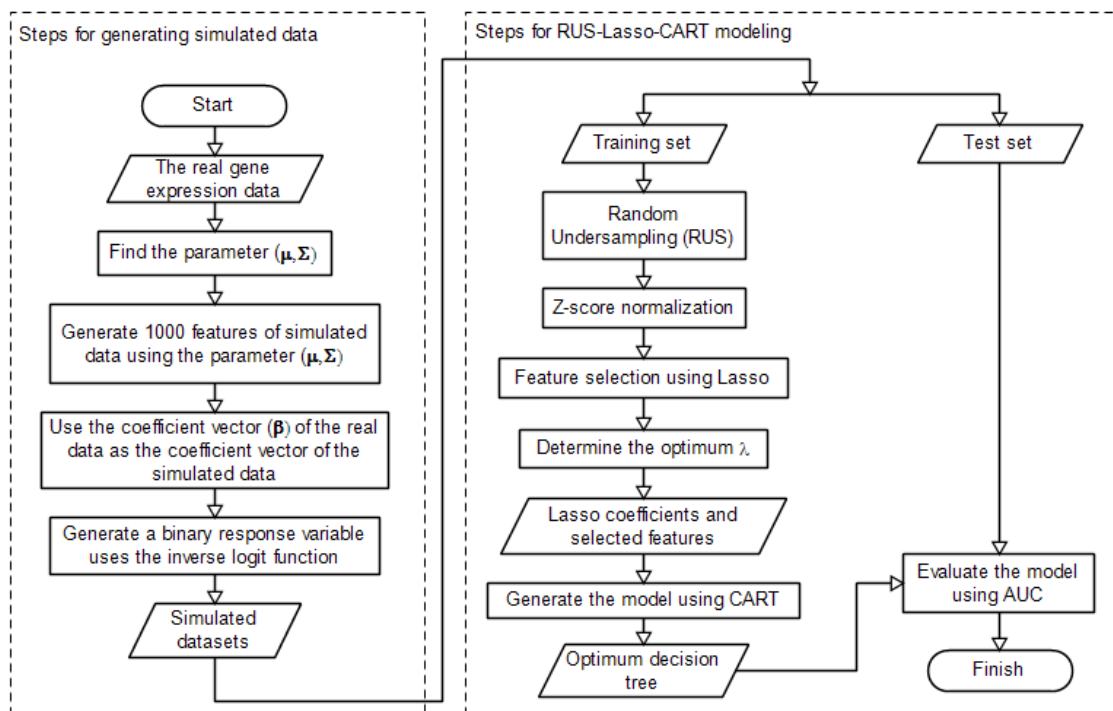 Steps for generating simulated data
Start
The real gene
expression data
Find the parameter (μ,Σ)
Generate 1000 features of simulated
data using the parameter (μ,Σ)
Use the coefficient vector (β) of the real
data as the coefficient vector of the
simulated data
Generate a binary response variable
uses the inverse logit function
Simulated
datasets
Steps for RUS-Lasso-CART modeling
Training set
Random
Undersampling (RUS)
Z-score normalization
Feature selection using Lasso
Determine the optimum λ
Lasso coefficients and
selected features
Generate the model using CART
Optimum decision
tree
Test set
Evaluate the model
using AUC
Finish